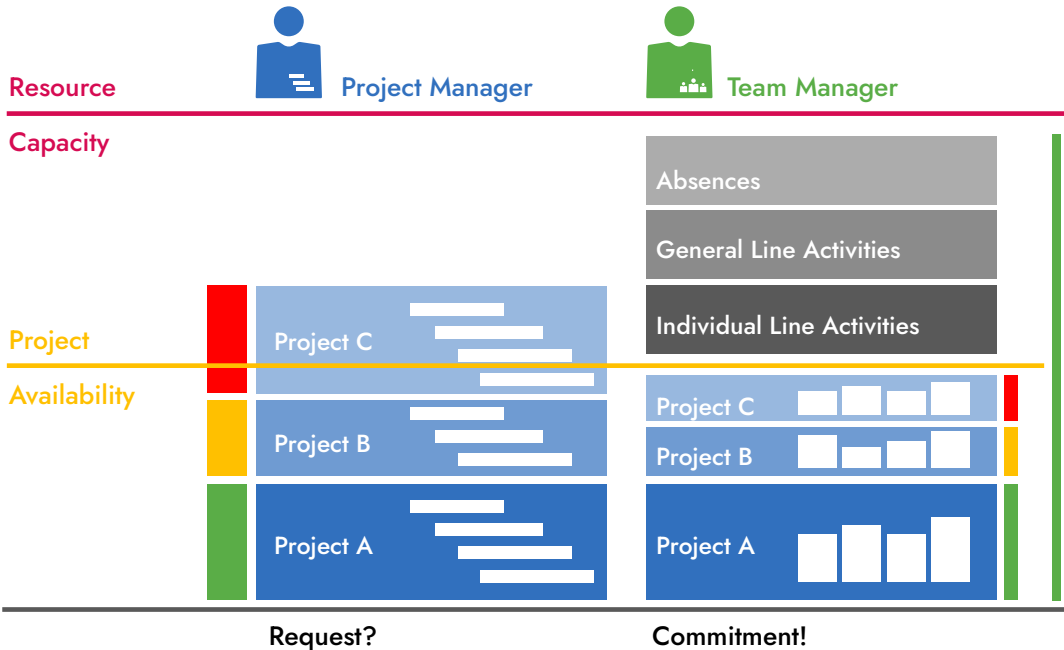 Resource
Project Manager
Team Manager
Capacity
Absences
General Line Activities
Individual Line Activities
Project
Project C
Availability
Project C
Project B
Project B
Project A
Project A
Request?
Commitment!